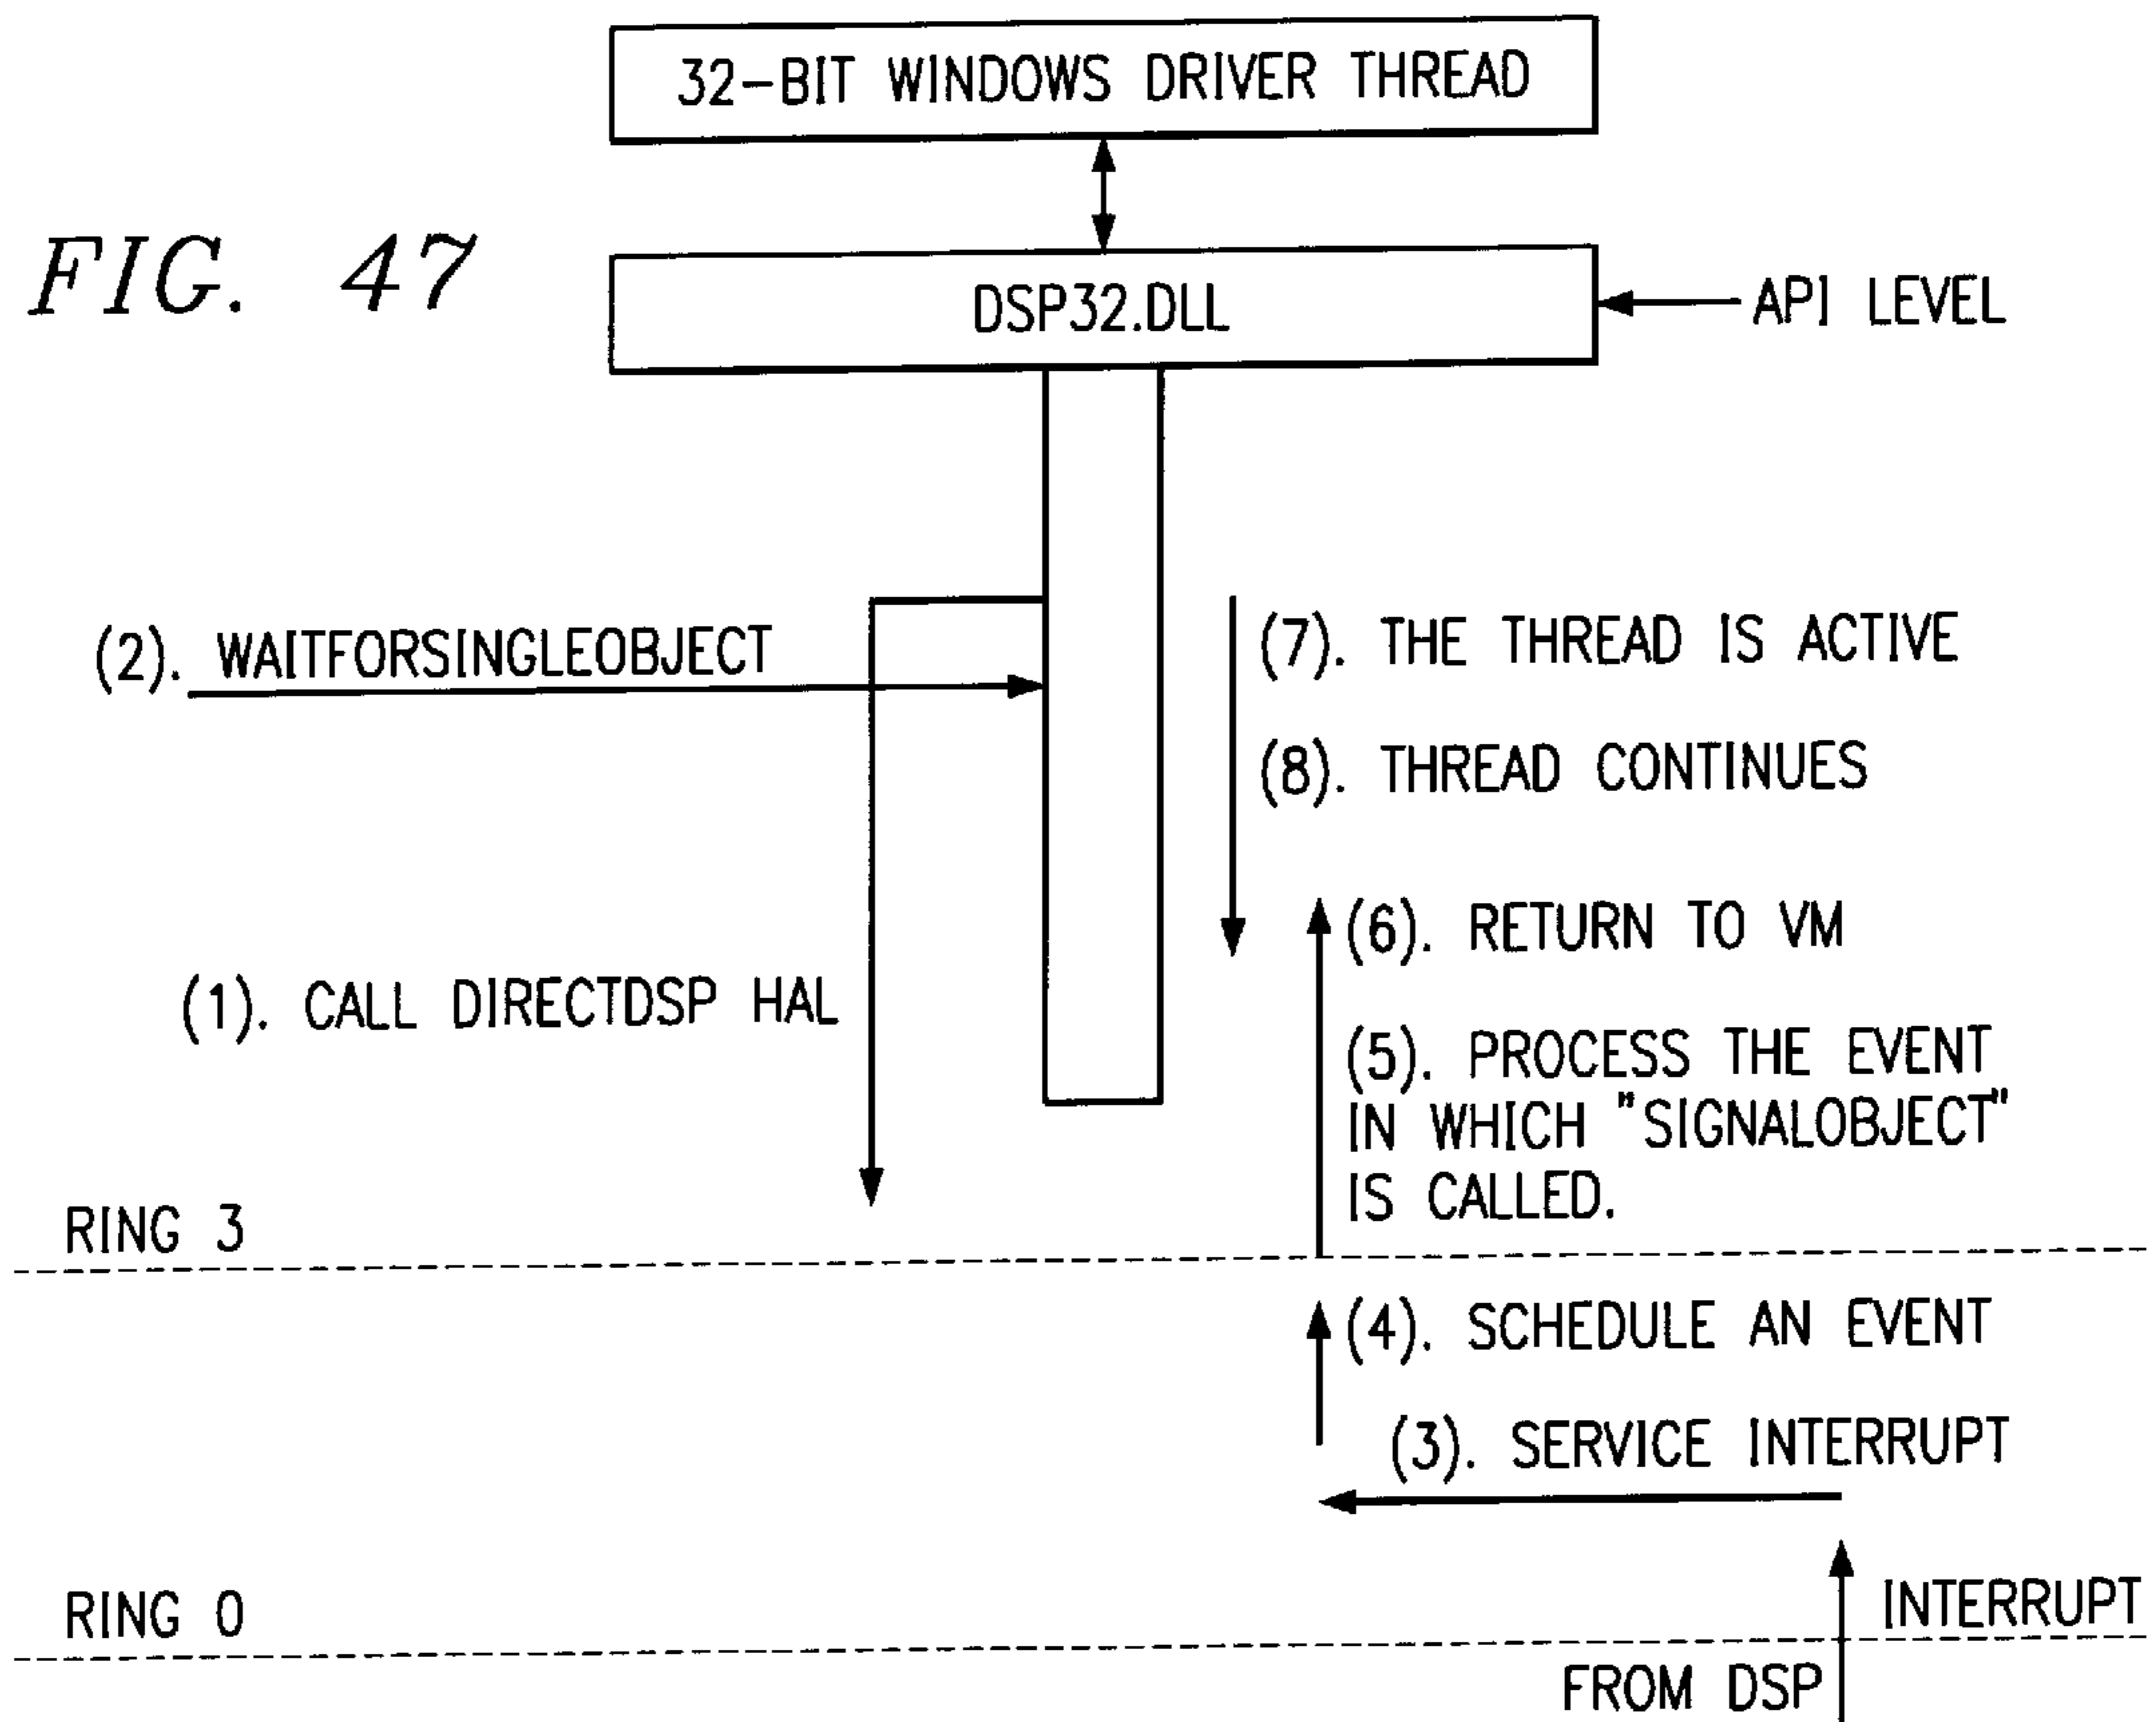 32-BIT WINDOWS DRIVER THREAD
FIG. 47
DSP32.DLL
API LEVEL
(2). WAITFORSINGLEOBJECT
(7). THE THREAD IS ACTIVE
(8). THREAD CONTINUES
(6). RETURN TO VM
(1). CALL DIRECTDSP HAL
(5). PROCESS THE EVENT
IN WHICH "SIGNALOBJECT"
IS CALLED.
RING 3
(4). SCHEDULE AN EVENT
(3). SERVICE INTERRUPT
RING 0
INTERRUPT
FROM DSP